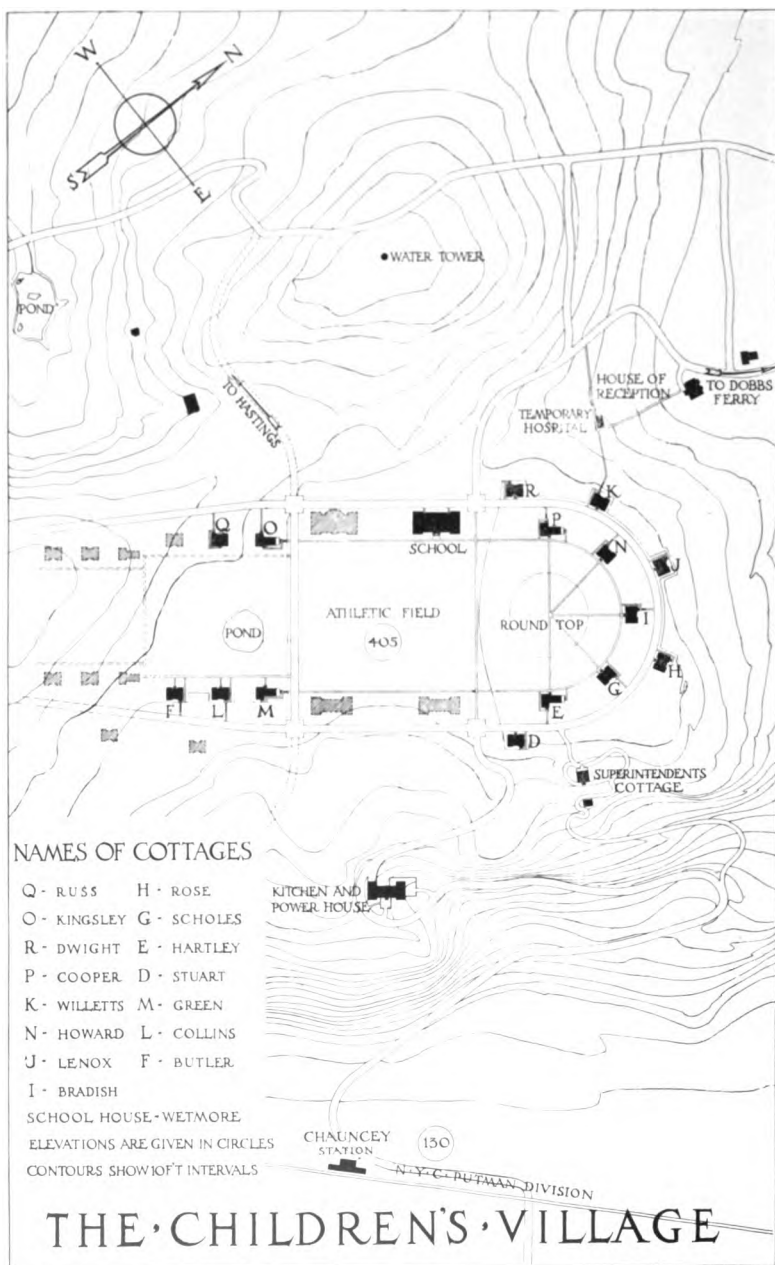 W
N
S
E
WATER TOWER
POND
TO HASTINGS
HOUSE OF
RECEPTION
TO DOBBS
FERRY
TEMPORARY
HOSPITAL
R
K
Q
O
P
SCHOOL
N
J
ATHLETIC FIELD
405
POND
ROUND TOP
I
H
G
F
L
M
E
D
SUPERINTENDENTS
COTTAGE
KITCHEN AND
POWER HOUSE
NAMES OF COTTAGES
Q - RUSS H - ROSE
O - KINGSLEY G - SCHOLES
R - DWIGHT E - HARTLEY
P - COOPER D - STUART
K - WILLETTS M - GREEN
N - HOWARD L - COLLINS
J - LENOX F - BUTLER
I - BRADISH
SCHOOL HOUSE - WETMORE
ELEVATIONS ARE GIVEN IN CIRCLES
CONTOURS SHOW 10FT INTERVALS
CHAUNCEY
STATION
130
N·Y·C·PUTMAN DIVISION
THE·CHILDREN'S·VILLAGE